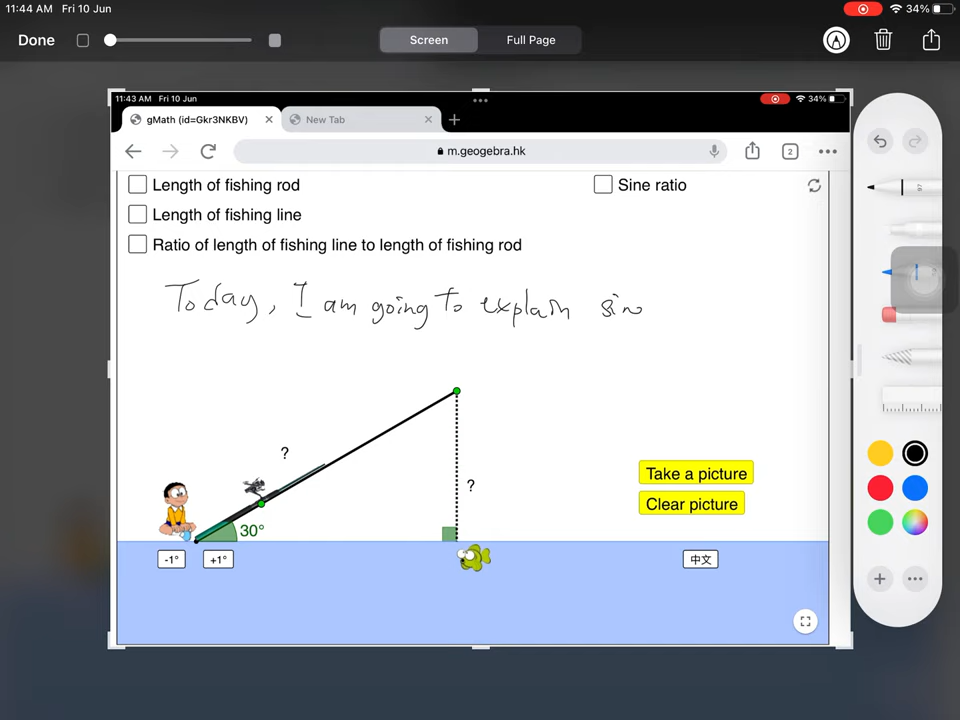 11:44 AM Fri 10 Jun
34%
Done
Screen
Full Page
11:43 AM Fri 10 Jun
34%
gMath (id=Gkr3NKBV)
New Tab
m.geogebra.hk
2
Length of fishing rod
Sine ratio
Length of fishing line
Ratio of length of fishing line to length of fishing rod
Today, I am going to explain sine
?
?
30°
Take a picture
Clear picture
-1°
+1°
中文
97